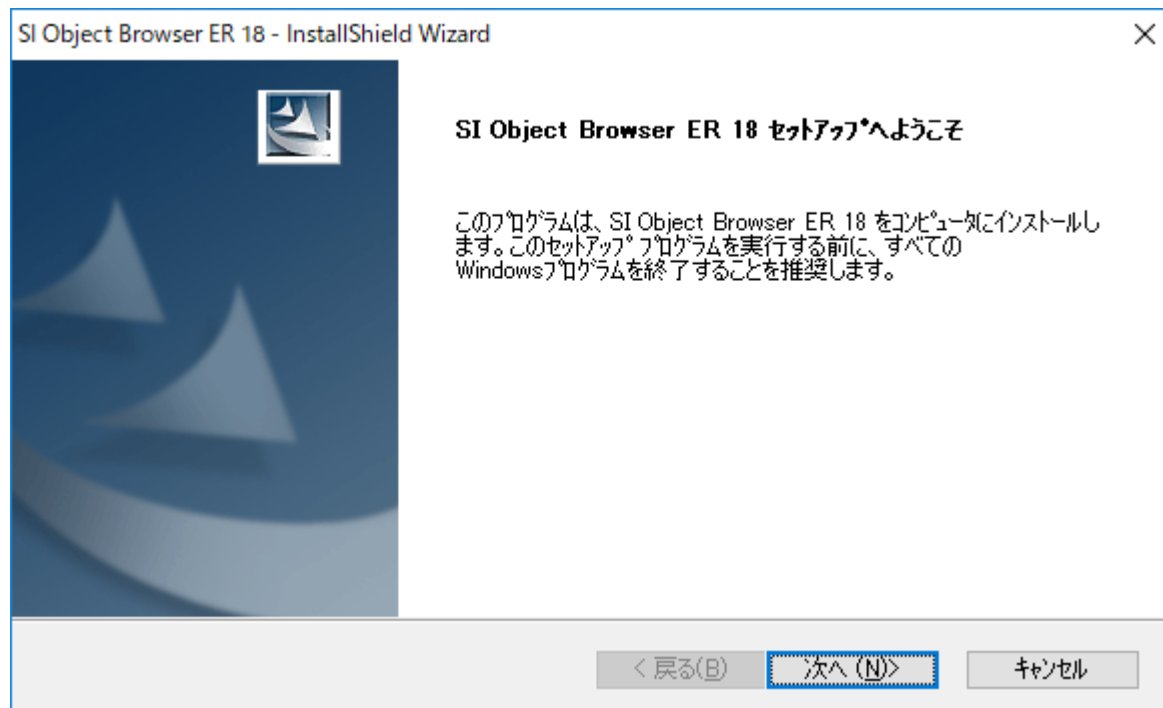 SI Object Browser ER 18 - InstallShield Wizard
SI Object Browser ER 18 ｾｯﾄｱｯﾌﾟへようこそ
このﾌﾟﾛｸﾞﾗﾑは、SI Object Browser ER 18 をｺﾝﾋﾟｭｰﾀにインストールし
ます。このｾｯﾄｱｯﾌﾟ ﾌﾟﾛｸﾞﾗﾑを実行する前に、すべての
Windowsﾌﾟﾛｸﾞﾗﾑを終了することを推奨します。
< 戻る(B)
次へ (N)>
ｷｬﾝｾﾙ